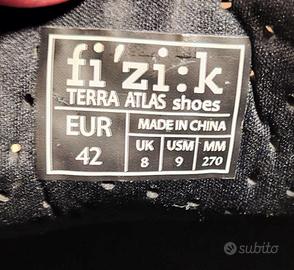 fi'zi:k
TERRA ATLAS shoes
EUR
42
MADE IN CHINA
UK USM MM
8 9 270
subito